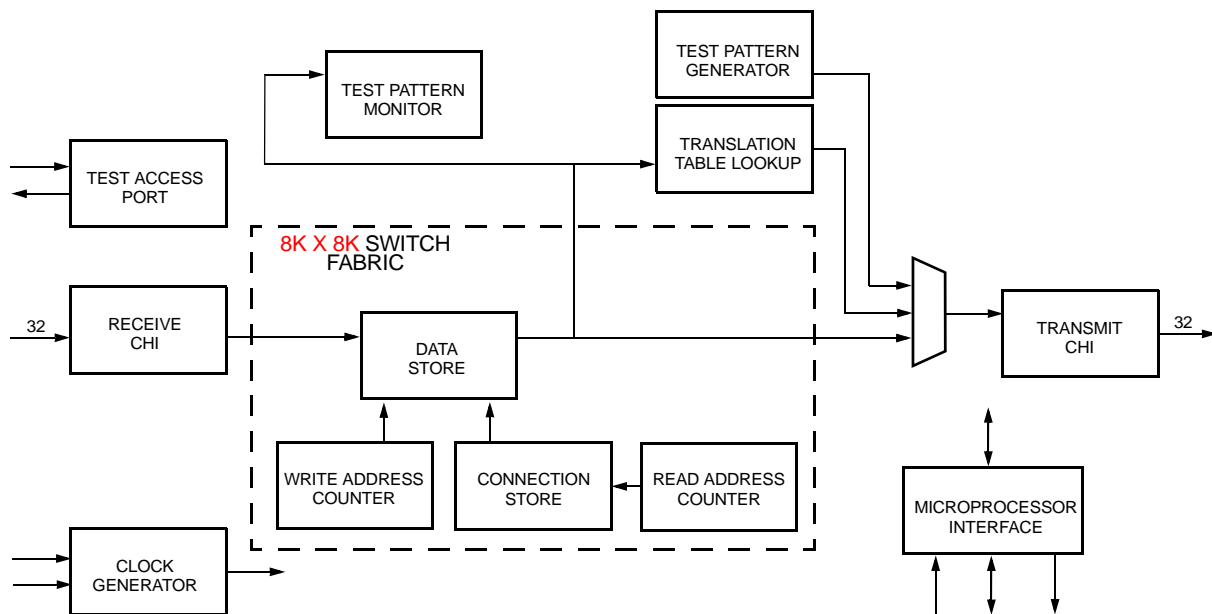 TEST PATTERN
GENERATOR
TEST PATTERN
MONITOR
TRANSLATION
TABLE LOOKUP
TEST ACCESS
PORT
8K X 8K SWITCH
FABRIC
32
RECEIVE
CHI
DATA
STORE
TRANSMIT
CHI
32
WRITE ADDRESS
COUNTER
CONNECTION
STORE
READ ADDRESS
COUNTER
MICROPROCESSOR
INTERFACE
CLOCK
GENERATOR